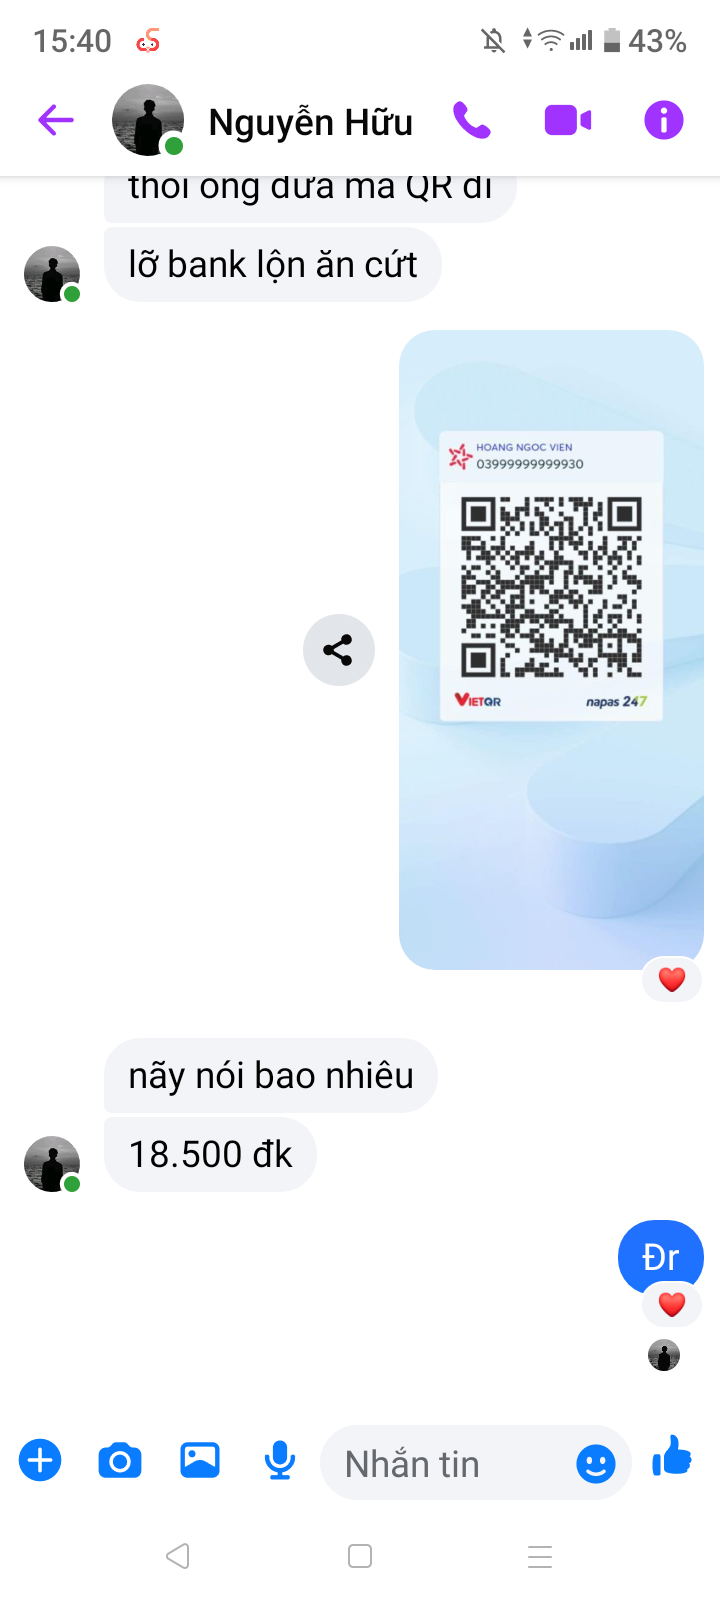 15:40
43%
Nguyễn Hữu
thôi ông đưa mã QR đi
lỡ bank lộn ăn cứt
HOANG NGOC VIEN
03999999999930
VIETQR
napas 247
nãy nói bao nhiêu
18.500 đk
Đr
Nhắn tin